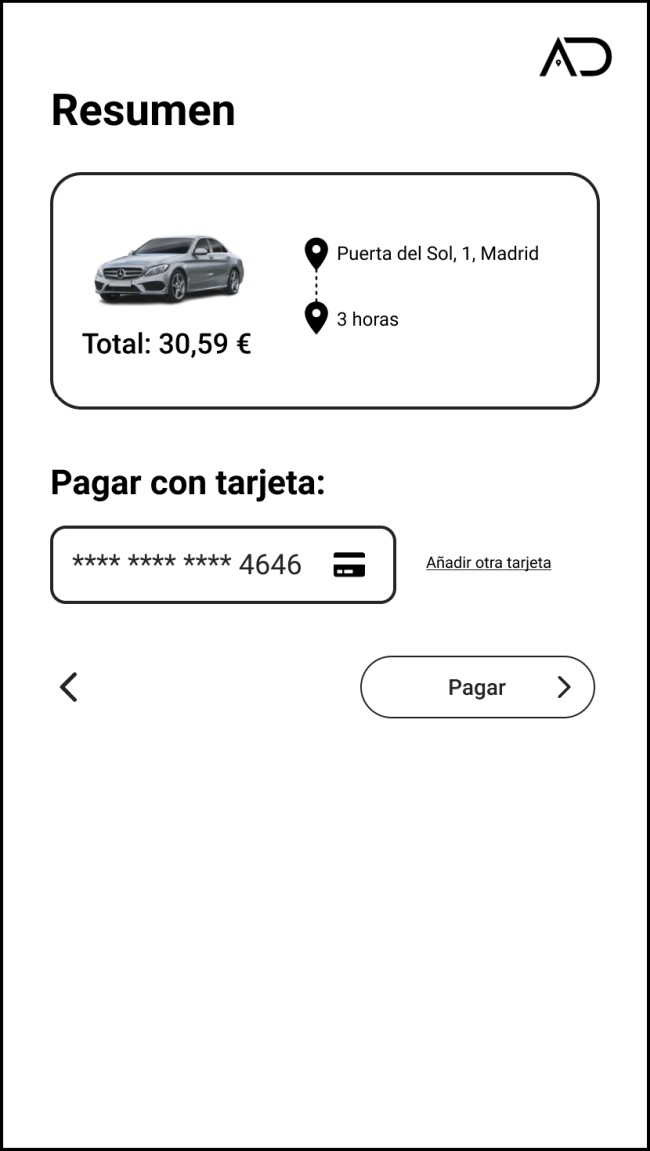 AD
Resumen
Puerta del Sol, 1, Madrid
3 horas
Total: 30,59 €
Pagar con tarjeta:
**** **** **** 4646
Añadir otra tarjeta
Pagar